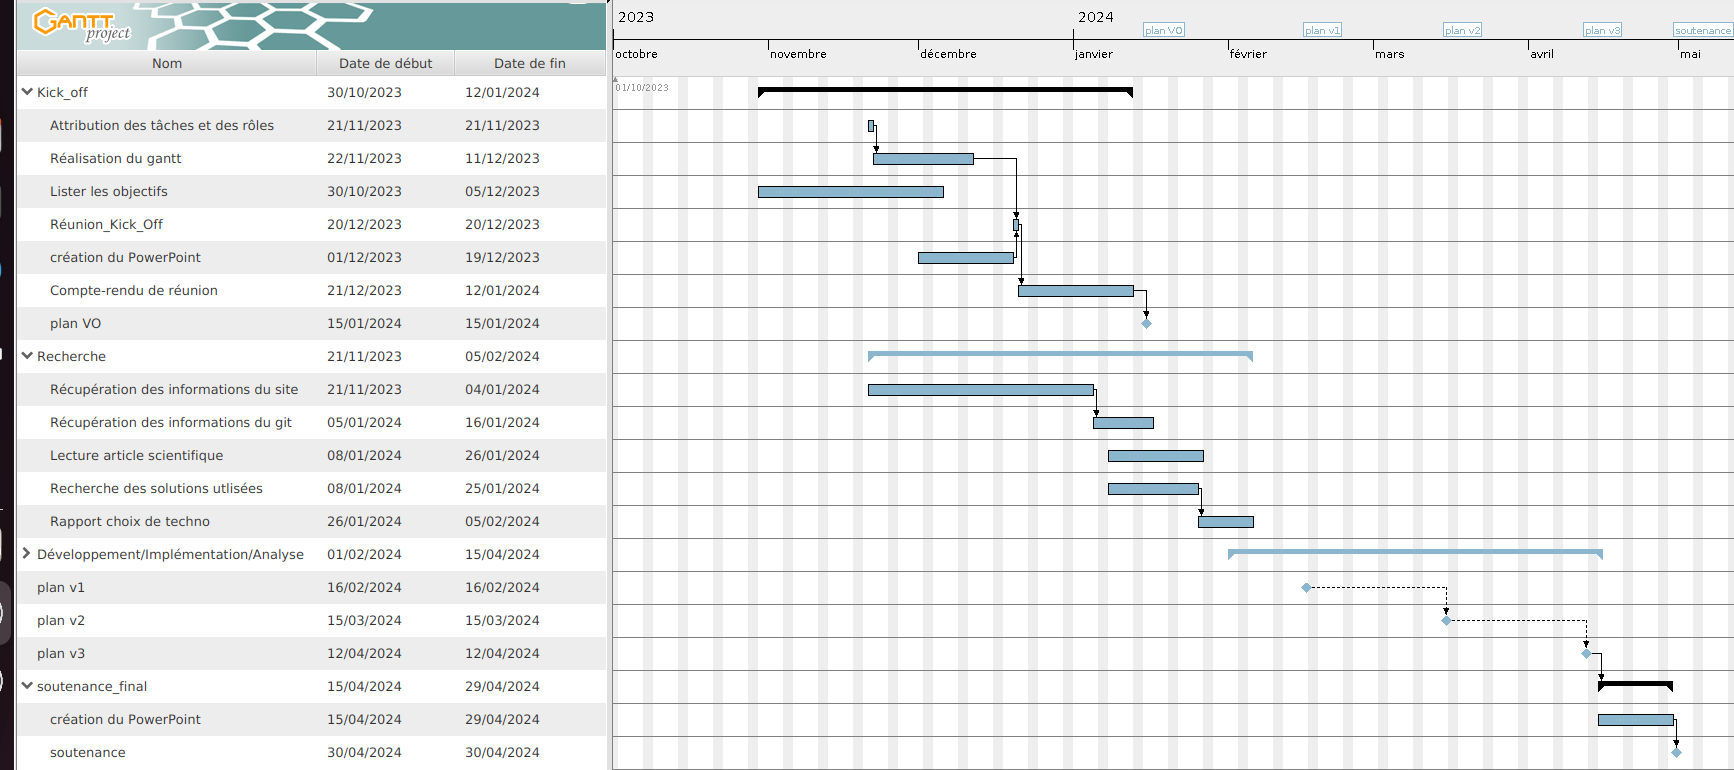 GANTT
project
2023
2024
plan VO
plan v1
plan v2
plan v3
soutenance
octobre
novembre
décembre
janvier
février
mars
avril
mai
Nom Date de début Date de fin
01/10/2023
Kick_off 30/10/2023 12/01/2024
Attribution des tâches et des rôles 21/11/2023 21/11/2023
Réalisation du gantt 22/11/2023 11/12/2023
Lister les objectifs 30/10/2023 05/12/2023
Réunion_Kick_Off 20/12/2023 20/12/2023
création du PowerPoint 01/12/2023 19/12/2023
Compte-rendu de réunion 21/12/2023 12/01/2024
plan VO 15/01/2024 15/01/2024
Recherche 21/11/2023 05/02/2024
Récupération des informations du site 21/11/2023 04/01/2024
Récupération des informations du git 05/01/2024 16/01/2024
Lecture article scientifique 08/01/2024 26/01/2024
Recherche des solutions utlisées 08/01/2024 25/01/2024
Rapport choix de techno 26/01/2024 05/02/2024
Développement/Implémentation/Analyse 01/02/2024 15/04/2024
plan v1 16/02/2024 16/02/2024
plan v2 15/03/2024 15/03/2024
plan v3 12/04/2024 12/04/2024
soutenance_final 15/04/2024 29/04/2024
création du PowerPoint 15/04/2024 29/04/2024
soutenance 30/04/2024 30/04/2024